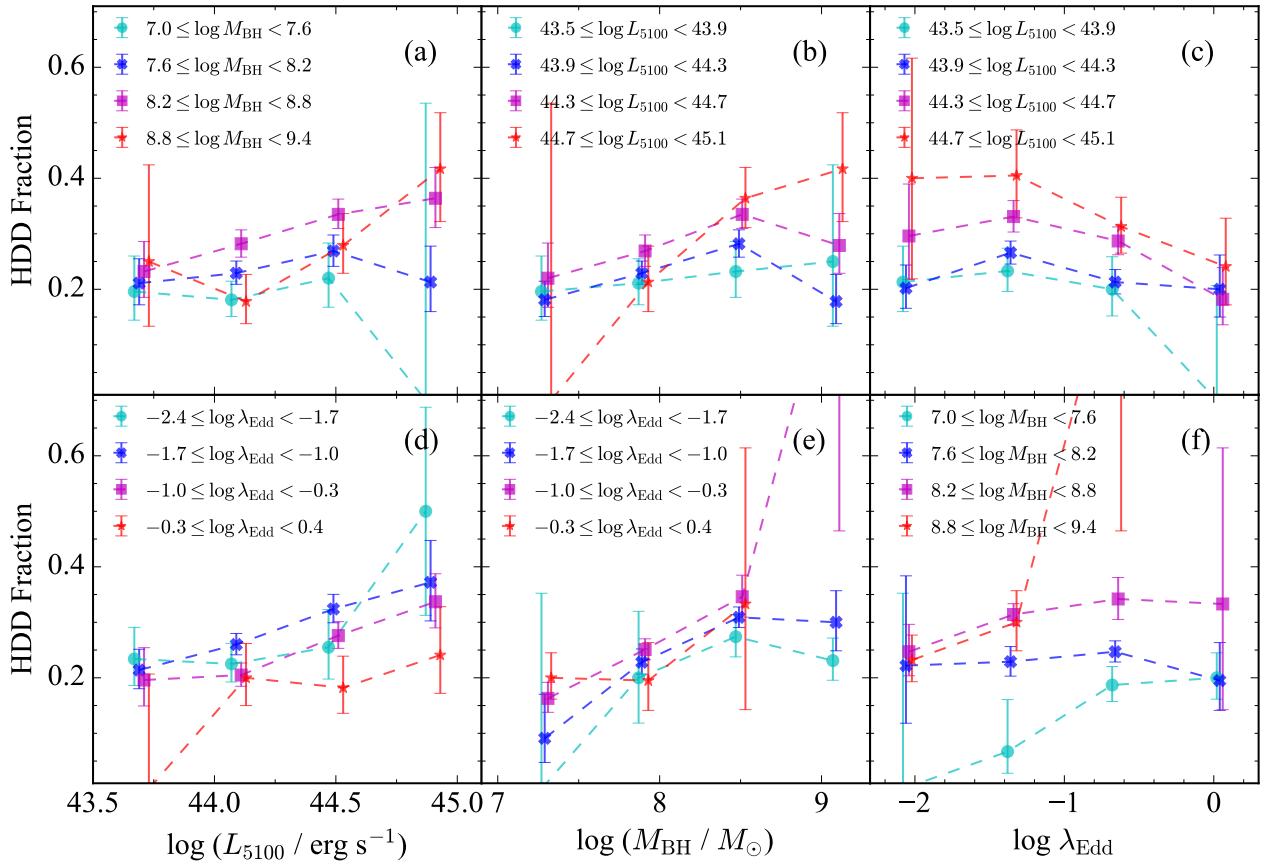 7.0 ≤ log M_BH < 7.6
7.6 ≤ log M_BH < 8.2
8.2 ≤ log M_BH < 8.8
8.8 ≤ log M_BH < 9.4
(a)
43.5 ≤ log L_5100 < 43.9
43.9 ≤ log L_5100 < 44.3
44.3 ≤ log L_5100 < 44.7
44.7 ≤ log L_5100 < 45.1
(b)
43.5 ≤ log L_5100 < 43.9
43.9 ≤ log L_5100 < 44.3
44.3 ≤ log L_5100 < 44.7
44.7 ≤ log L_5100 < 45.1
(c)
HDD Fraction
0.6
0.4
0.2
−2.4 ≤ log λ_Edd < −1.7
−1.7 ≤ log λ_Edd < −1.0
−1.0 ≤ log λ_Edd < −0.3
−0.3 ≤ log λ_Edd < 0.4
(d)
−2.4 ≤ log λ_Edd < −1.7
−1.7 ≤ log λ_Edd < −1.0
−1.0 ≤ log λ_Edd < −0.3
−0.3 ≤ log λ_Edd < 0.4
(e)
7.0 ≤ log M_BH < 7.6
7.6 ≤ log M_BH < 8.2
8.2 ≤ log M_BH < 8.8
8.8 ≤ log M_BH < 9.4
(f)
HDD Fraction
0.6
0.4
0.2
43.5 44.0 44.5 45.0
7 8 9
−2 −1 0
log (L_5100 / erg s⁻¹)
log (M_BH / M_⊙)
log λ_Edd